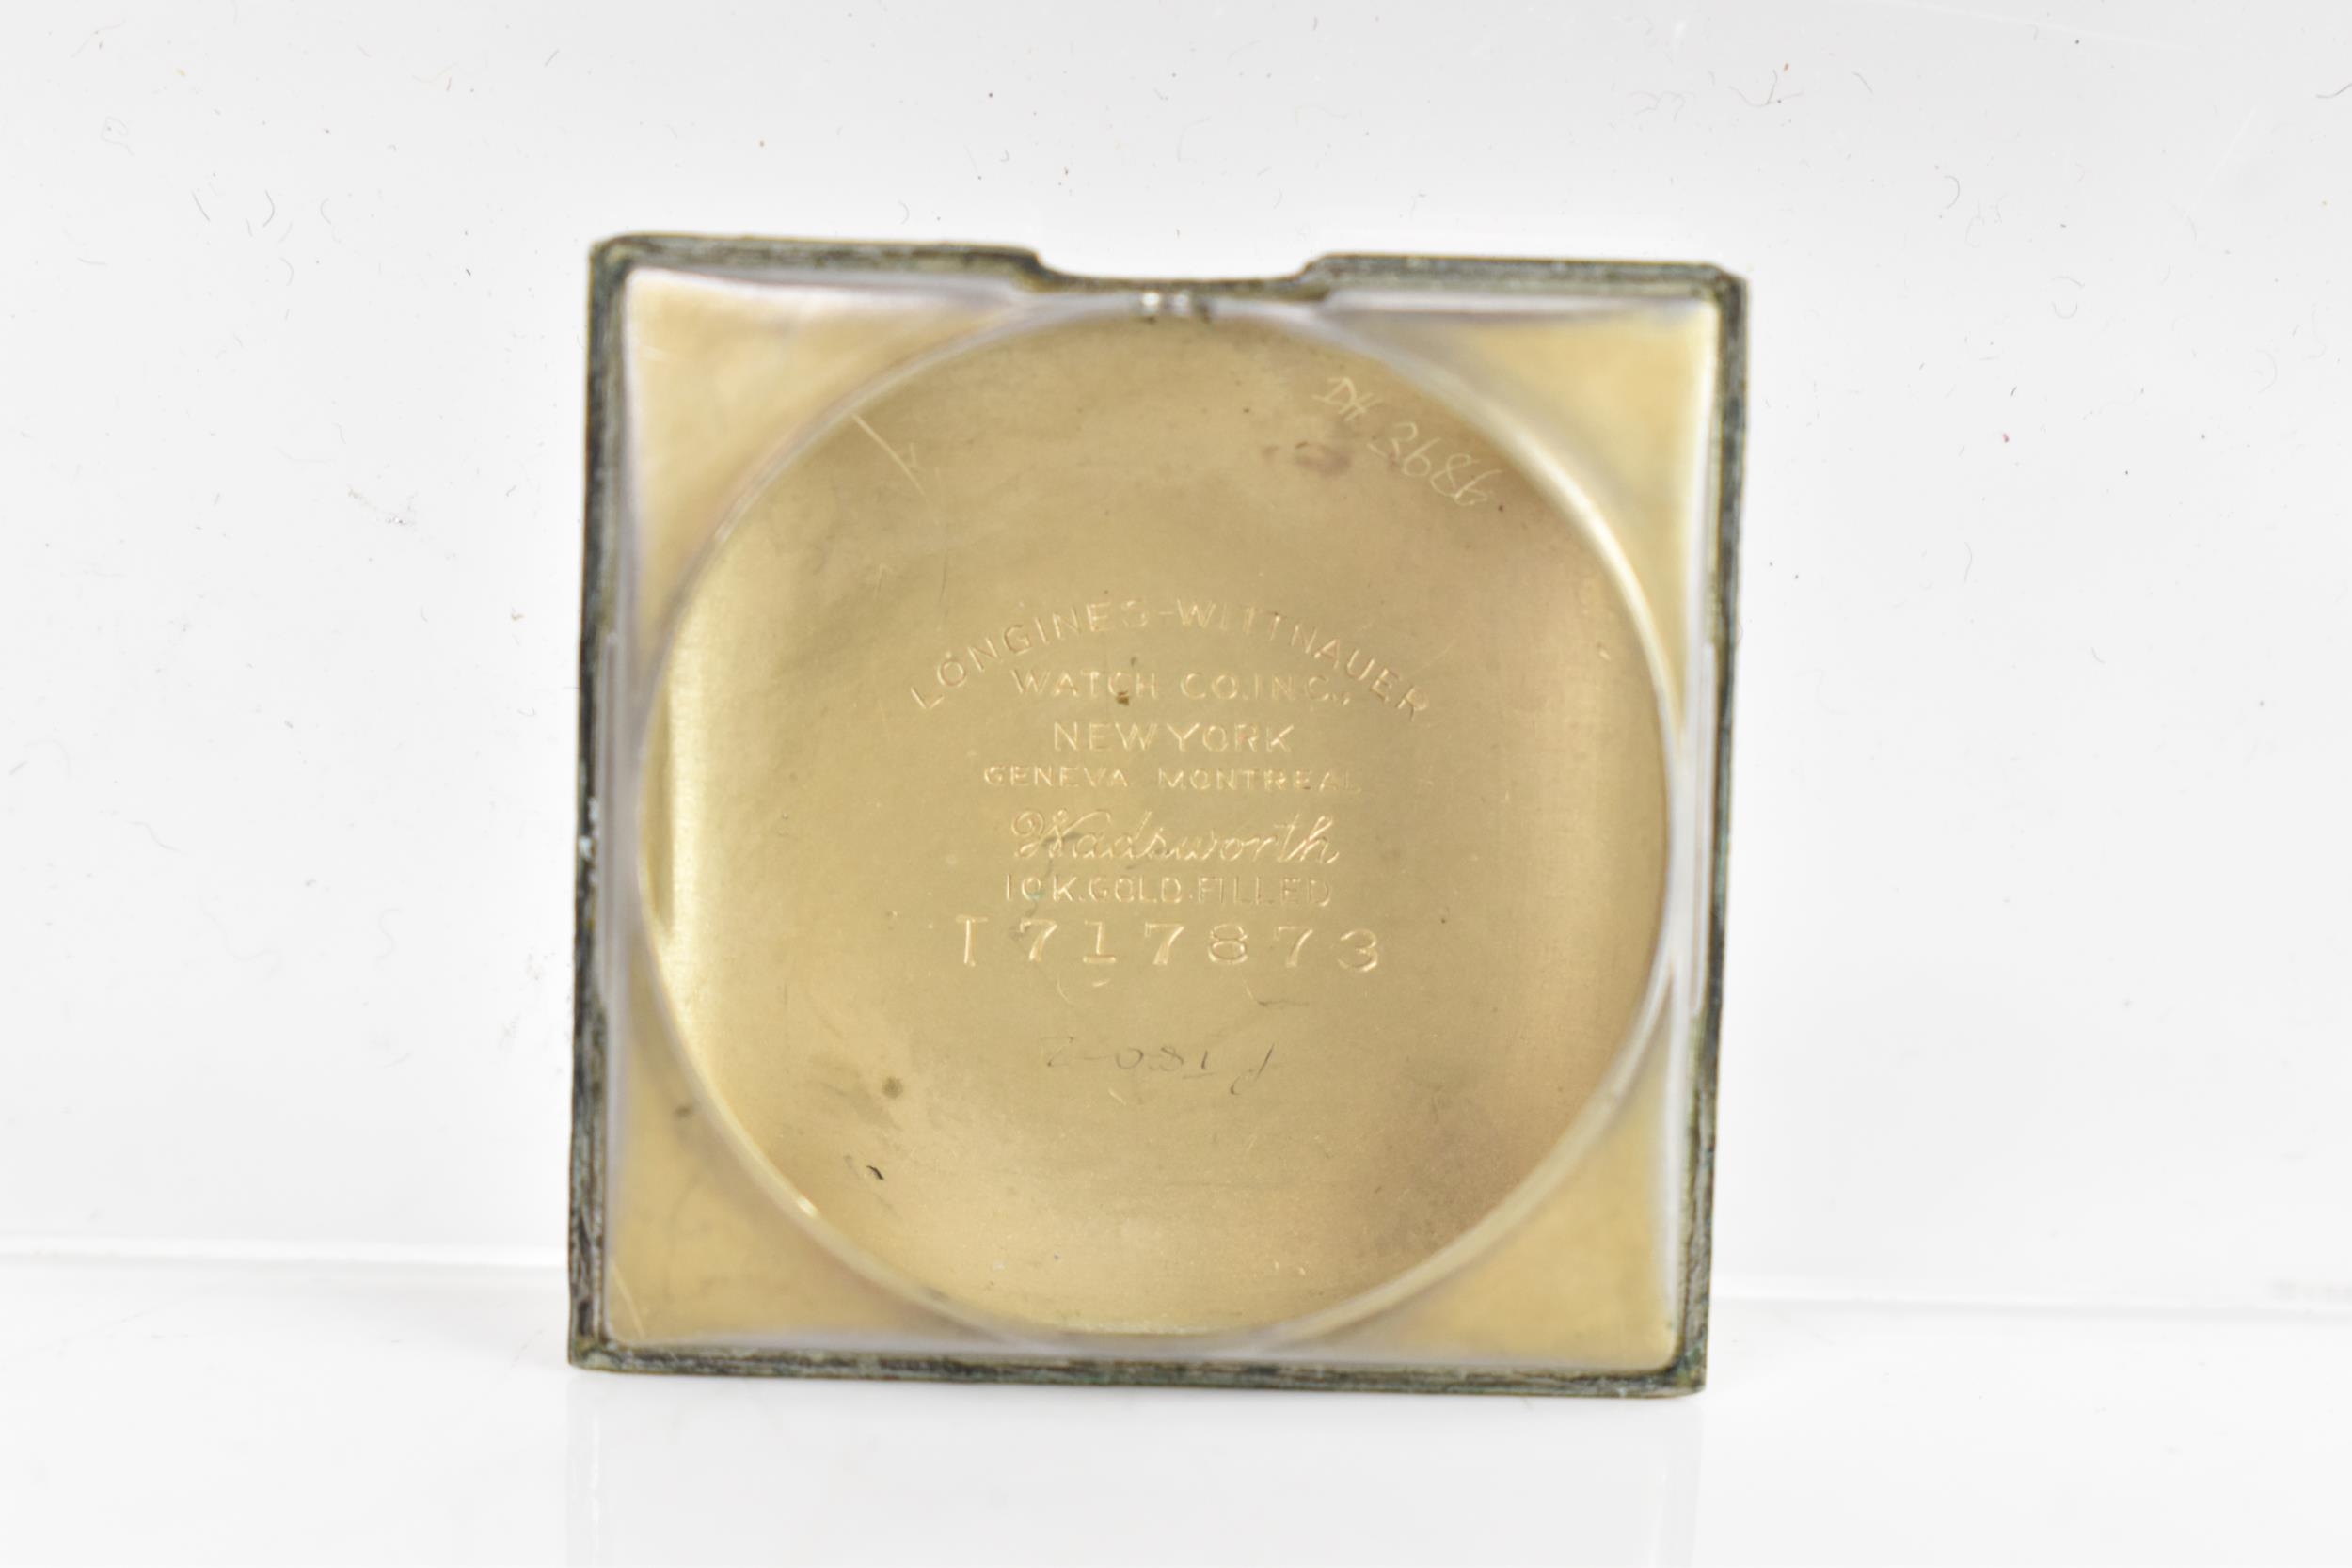 DH 3686
LONGINES-WITTNAUER
WATCH CO.INC.,
NEW YORK
GENEVA MONTREAL
Wadsworth
10K.GOLD-FILLED
T717873